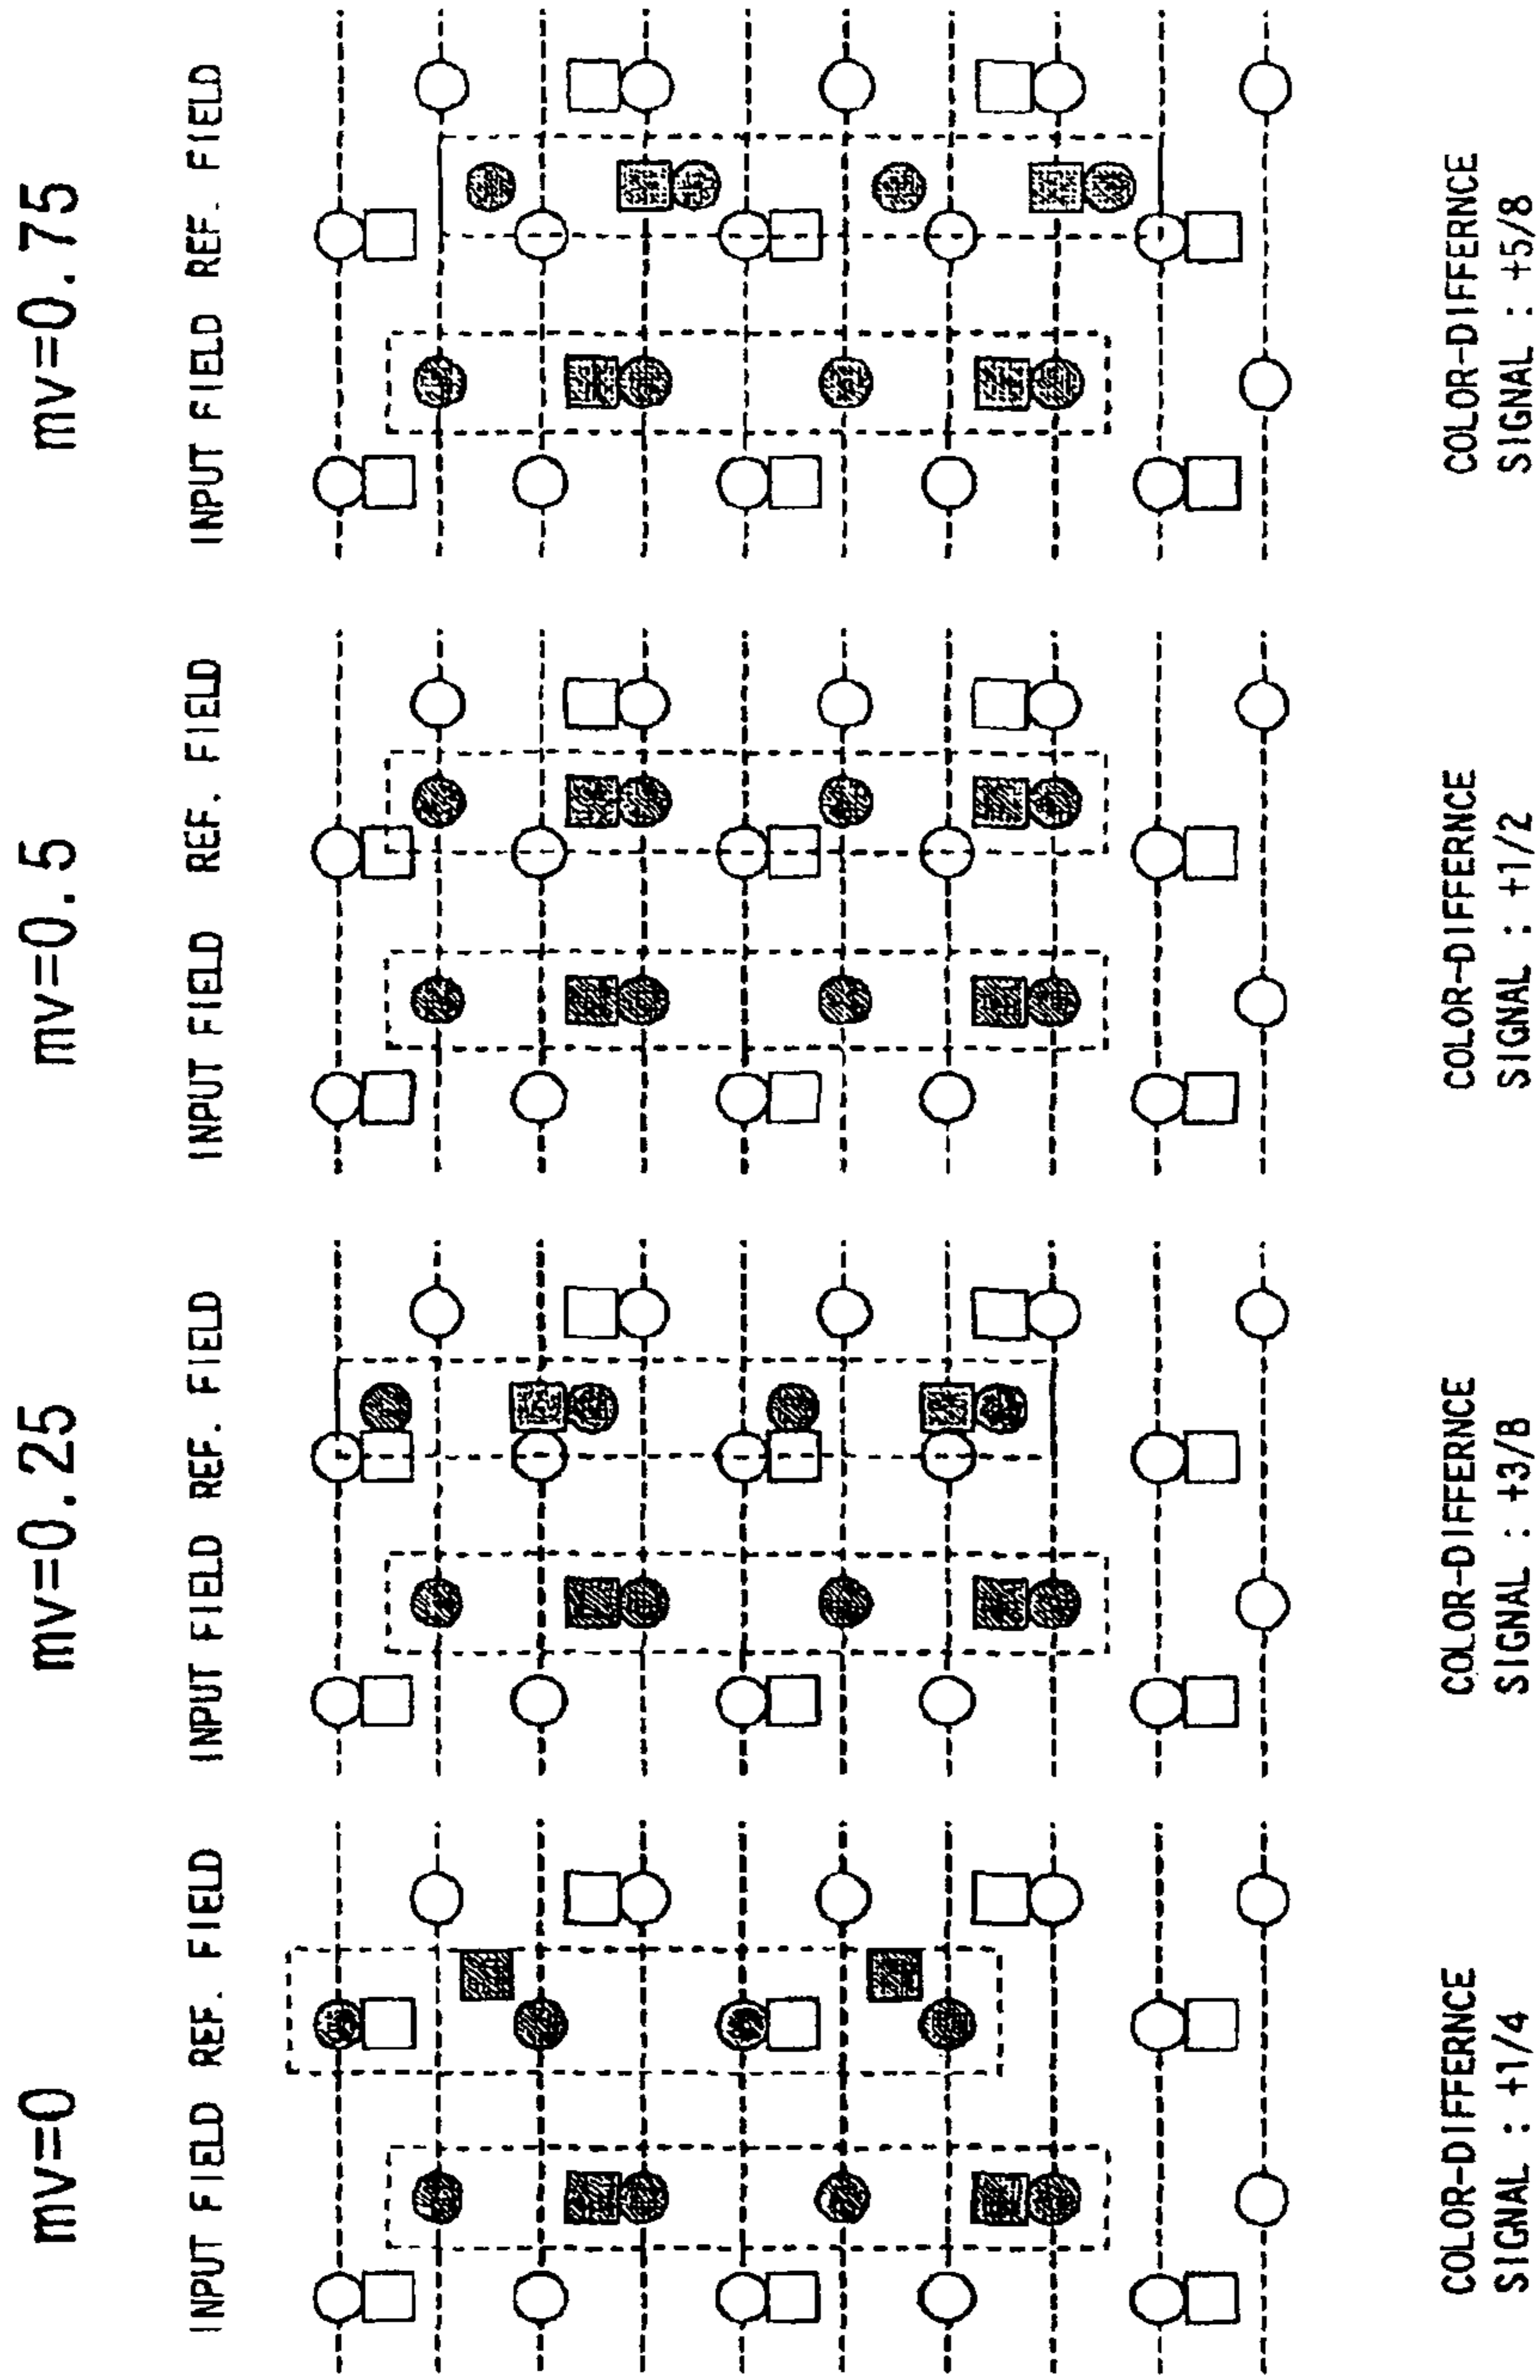 mv=0
mv=0.25
mv=0.5
mv=0.75
INPUT FIELD REF. FIELD
INPUT FIELD REF. FIELD
INPUT FIELD REF. FIELD
INPUT FIELD REF. FIELD
COLOR-DIFFERNCE
SIGNAL : +1/4
COLOR-DIFFERNCE
SIGNAL : +3/8
COLOR-DIFFERNCE
SIGNAL : +1/2
COLOR-DIFFERNCE
SIGNAL : +5/8